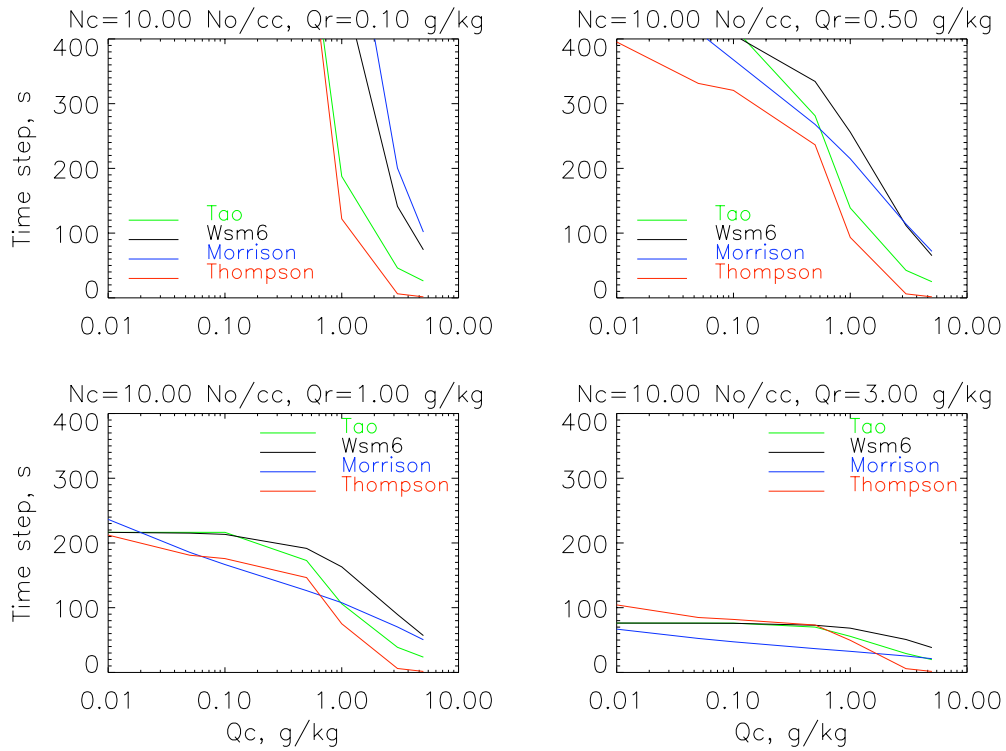 Nc=10.00 No/cc, Qr=0.10 g/kg
Time step, s
400
300
200
100
0
Tao
Wsm6
Morrison
Thompson
0.01 0.10 1.00 10.00
Nc=10.00 No/cc, Qr=0.50 g/kg
400
300
200
100
0
Tao
Wsm6
Morrison
Thompson
0.01 0.10 1.00 10.00
Nc=10.00 No/cc, Qr=1.00 g/kg
Time step, s
400
300
200
100
0
Tao
Wsm6
Morrison
Thompson
0.01 0.10 1.00 10.00
Qc, g/kg
Nc=10.00 No/cc, Qr=3.00 g/kg
400
300
200
100
0
Tao
Wsm6
Morrison
Thompson
0.01 0.10 1.00 10.00
Qc, g/kg